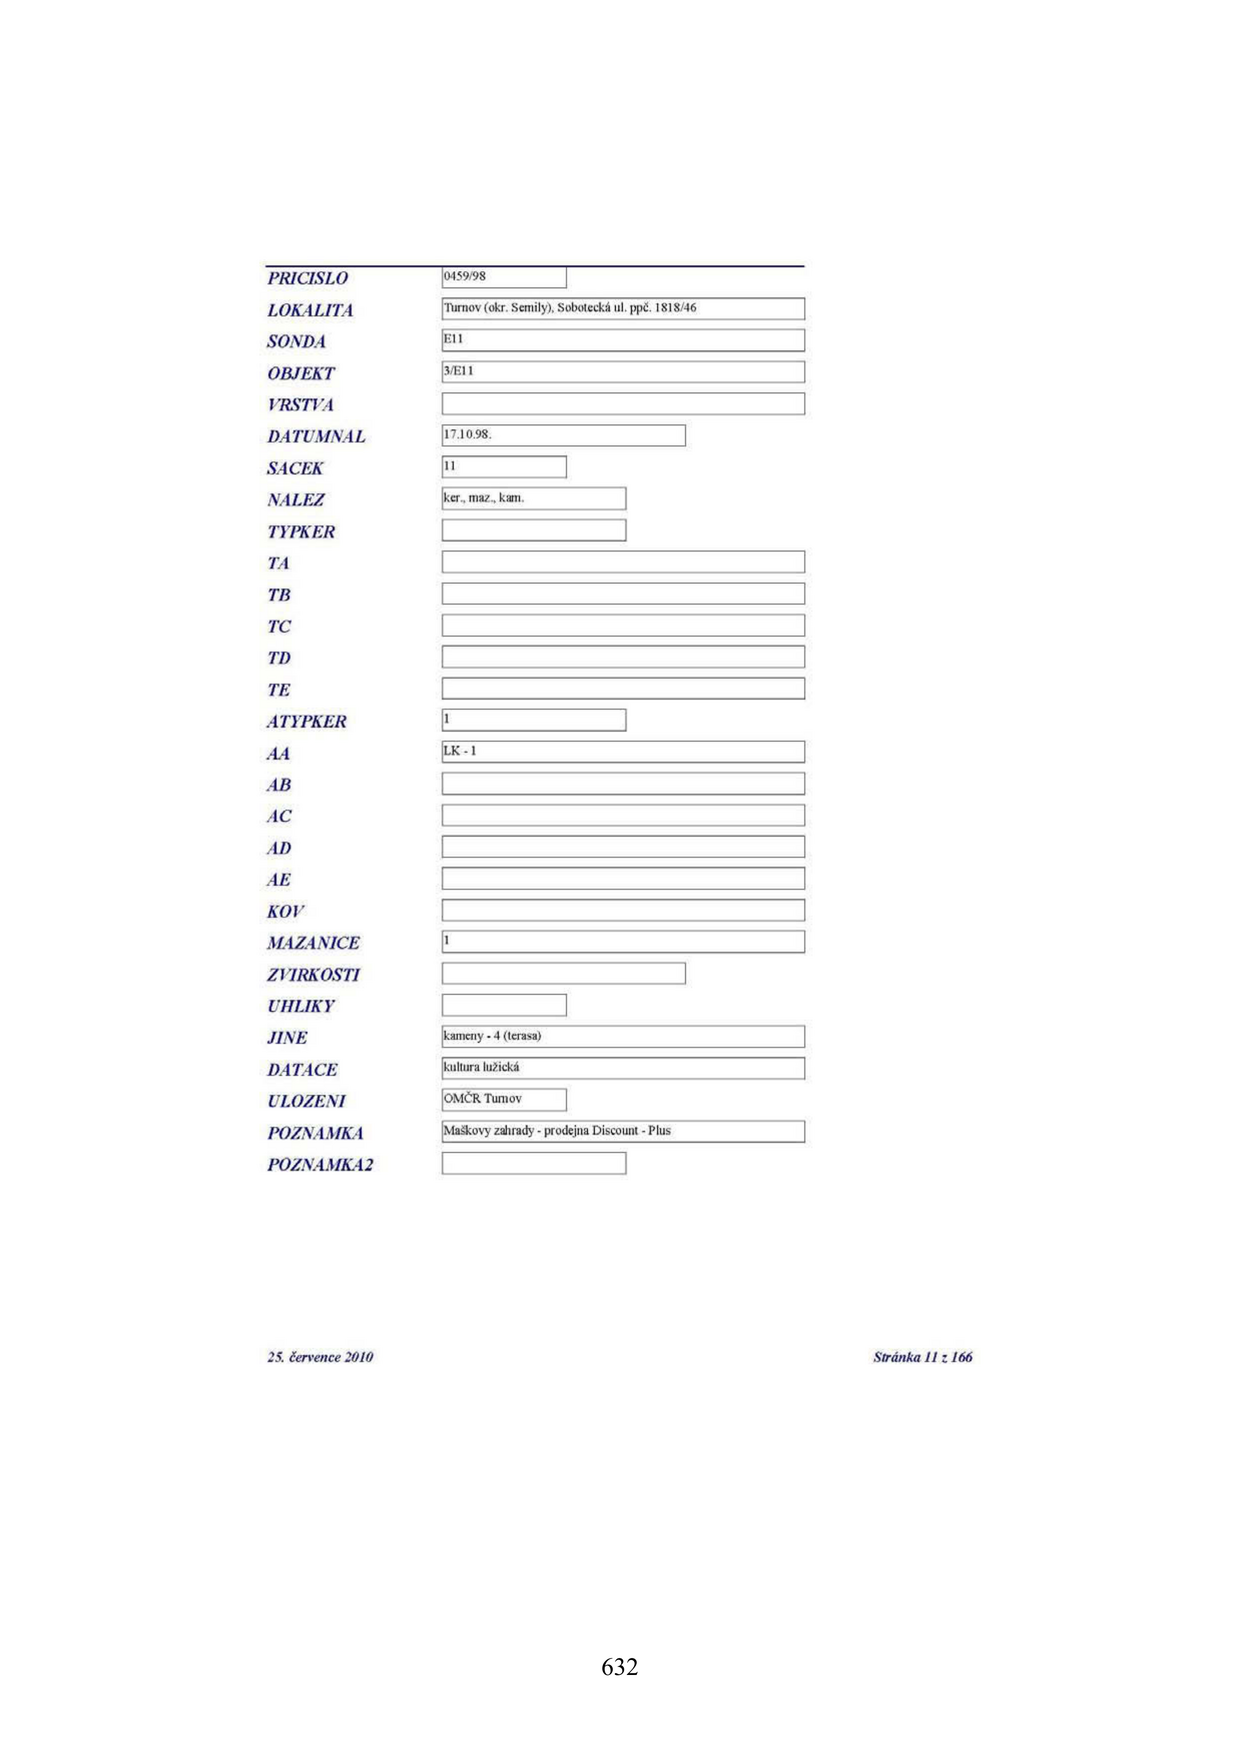 PRICISLO 0459/98
LOKALITA Turnov (okr. Semily), Sobotecká ul. ppč. 1818/46
SONDA E11
OBJEKT 3/E11
VRSTVA
DATUMNAL 17.10.98.
SACEK 11
NALEZ ker., maz., kam.
TYPKER
TA
TB
TC
TD
TE
ATYPKER 1
AA LK - 1
AB
AC
AD
AE
KOV
MAZANICE 1
ZVIRKOSTI
UHLIKY
JINE kameny - 4 (terasa)
DATACE kultura lužická
ULOZENI OMČR Turnov
POZNAMKA Maškovy zahrady - prodejna Discount - Plus
POZNAMKA2
25. července 2010 Stránka 11 z 166
632